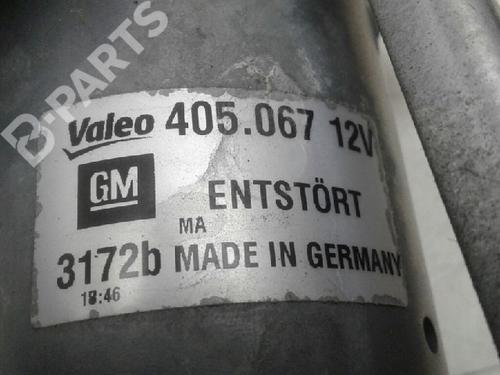 B-PARTS
Valeo 405.067 12V
GM
ENTSTÖRT
MA
3172b MADE IN GERMANY
18:46